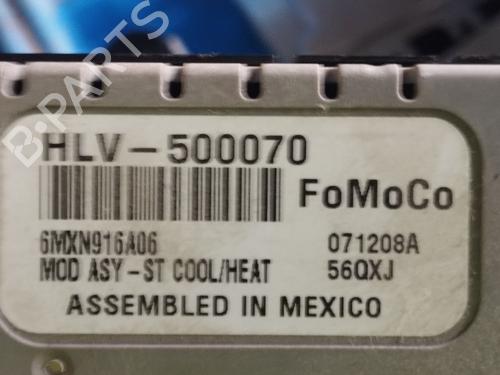 B-PARTS
HLV-500070
FoMoCo
6MXN916A06
071208A
MOD ASY-ST COOL/HEAT
56QXJ
ASSEMBLED IN MEXICO